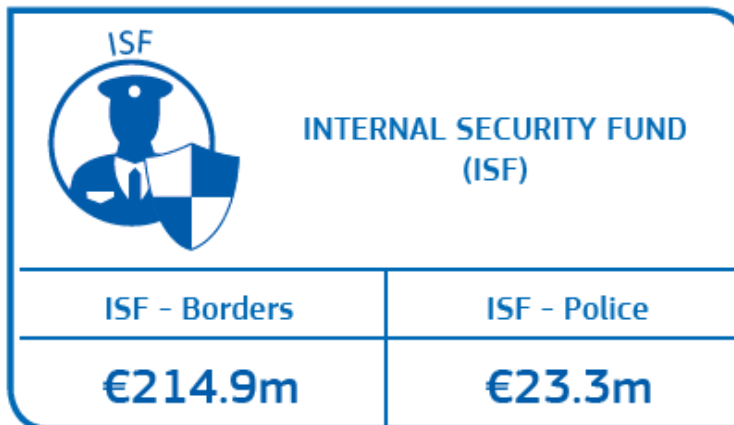 ISF
INTERNAL SECURITY FUND
(ISF)
ISF - Borders
ISF - Police
€214.9m
€23.3m